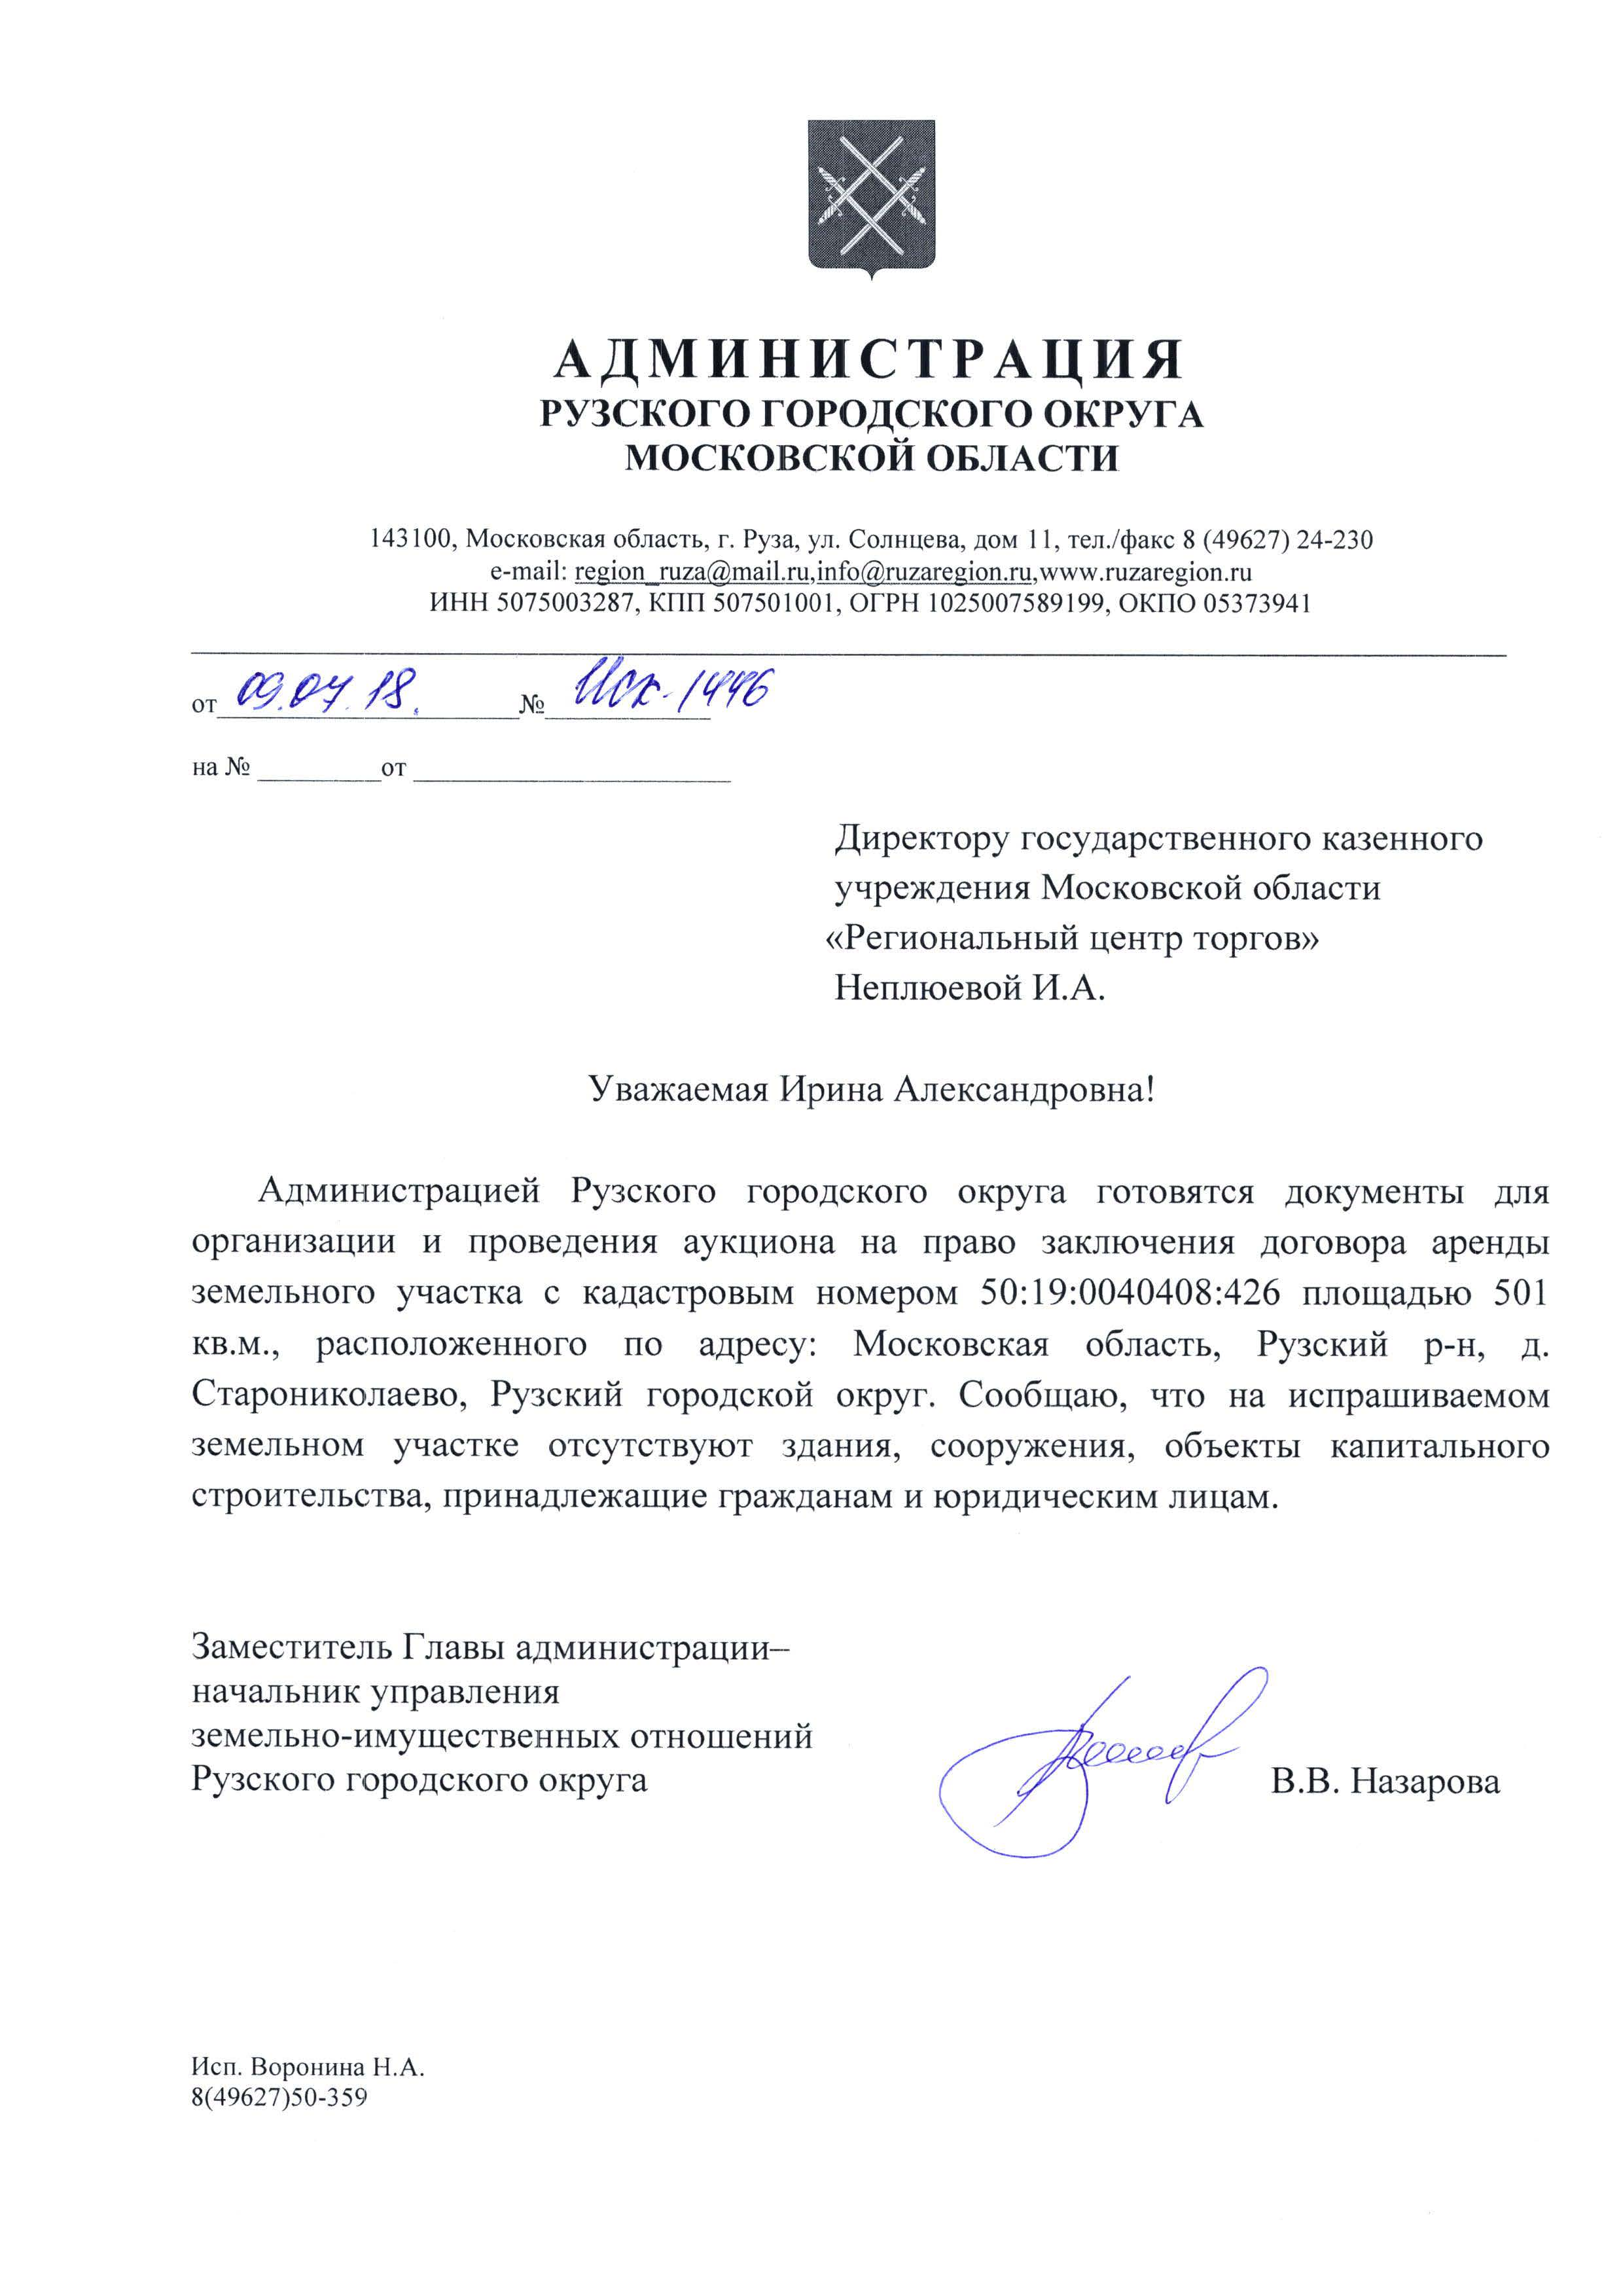 АДМИНИСТРАЦИЯ
РУЗСКОГО ГОРОДСКОГО ОКРУГА
МОСКОВСКОЙ ОБЛАСТИ
143100, Московская область, г. Руза, ул. Солнцева, дом 11, тел./факс 8 (49627) 24-230
e-mail: region_ruza@mail.ru,info@ruzaregion.ru,www.ruzaregion.ru
ИНН 5075003287, КПП 507501001, ОГРН 1025007589199, ОКПО 05373941
от 09.07.18. № Исх-1446
на № от
Директору государственного казенного
учреждения Московской области
«Региональный центр торгов»
Неплюевой И.А.
Уважаемая Ирина Александровна!
Администрацией Рузского городского округа готовятся документы для
организации и проведения аукциона на право заключения договора аренды
земельного участка с кадастровым номером 50:19:0040408:426 площадью 501
кв.м., расположенного по адресу: Московская область, Рузский р-н, д.
Старониколаево, Рузский городской округ. Сообщаю, что на испрашиваемом
земельном участке отсутствуют здания, сооружения, объекты капитального
строительства, принадлежащие гражданам и юридическим лицам.
Заместитель Главы администрации–
начальник управления
земельно-имущественных отношений
Рузского городского округа В.В. Назарова
Исп. Воронина Н.А.
8(49627)50-359